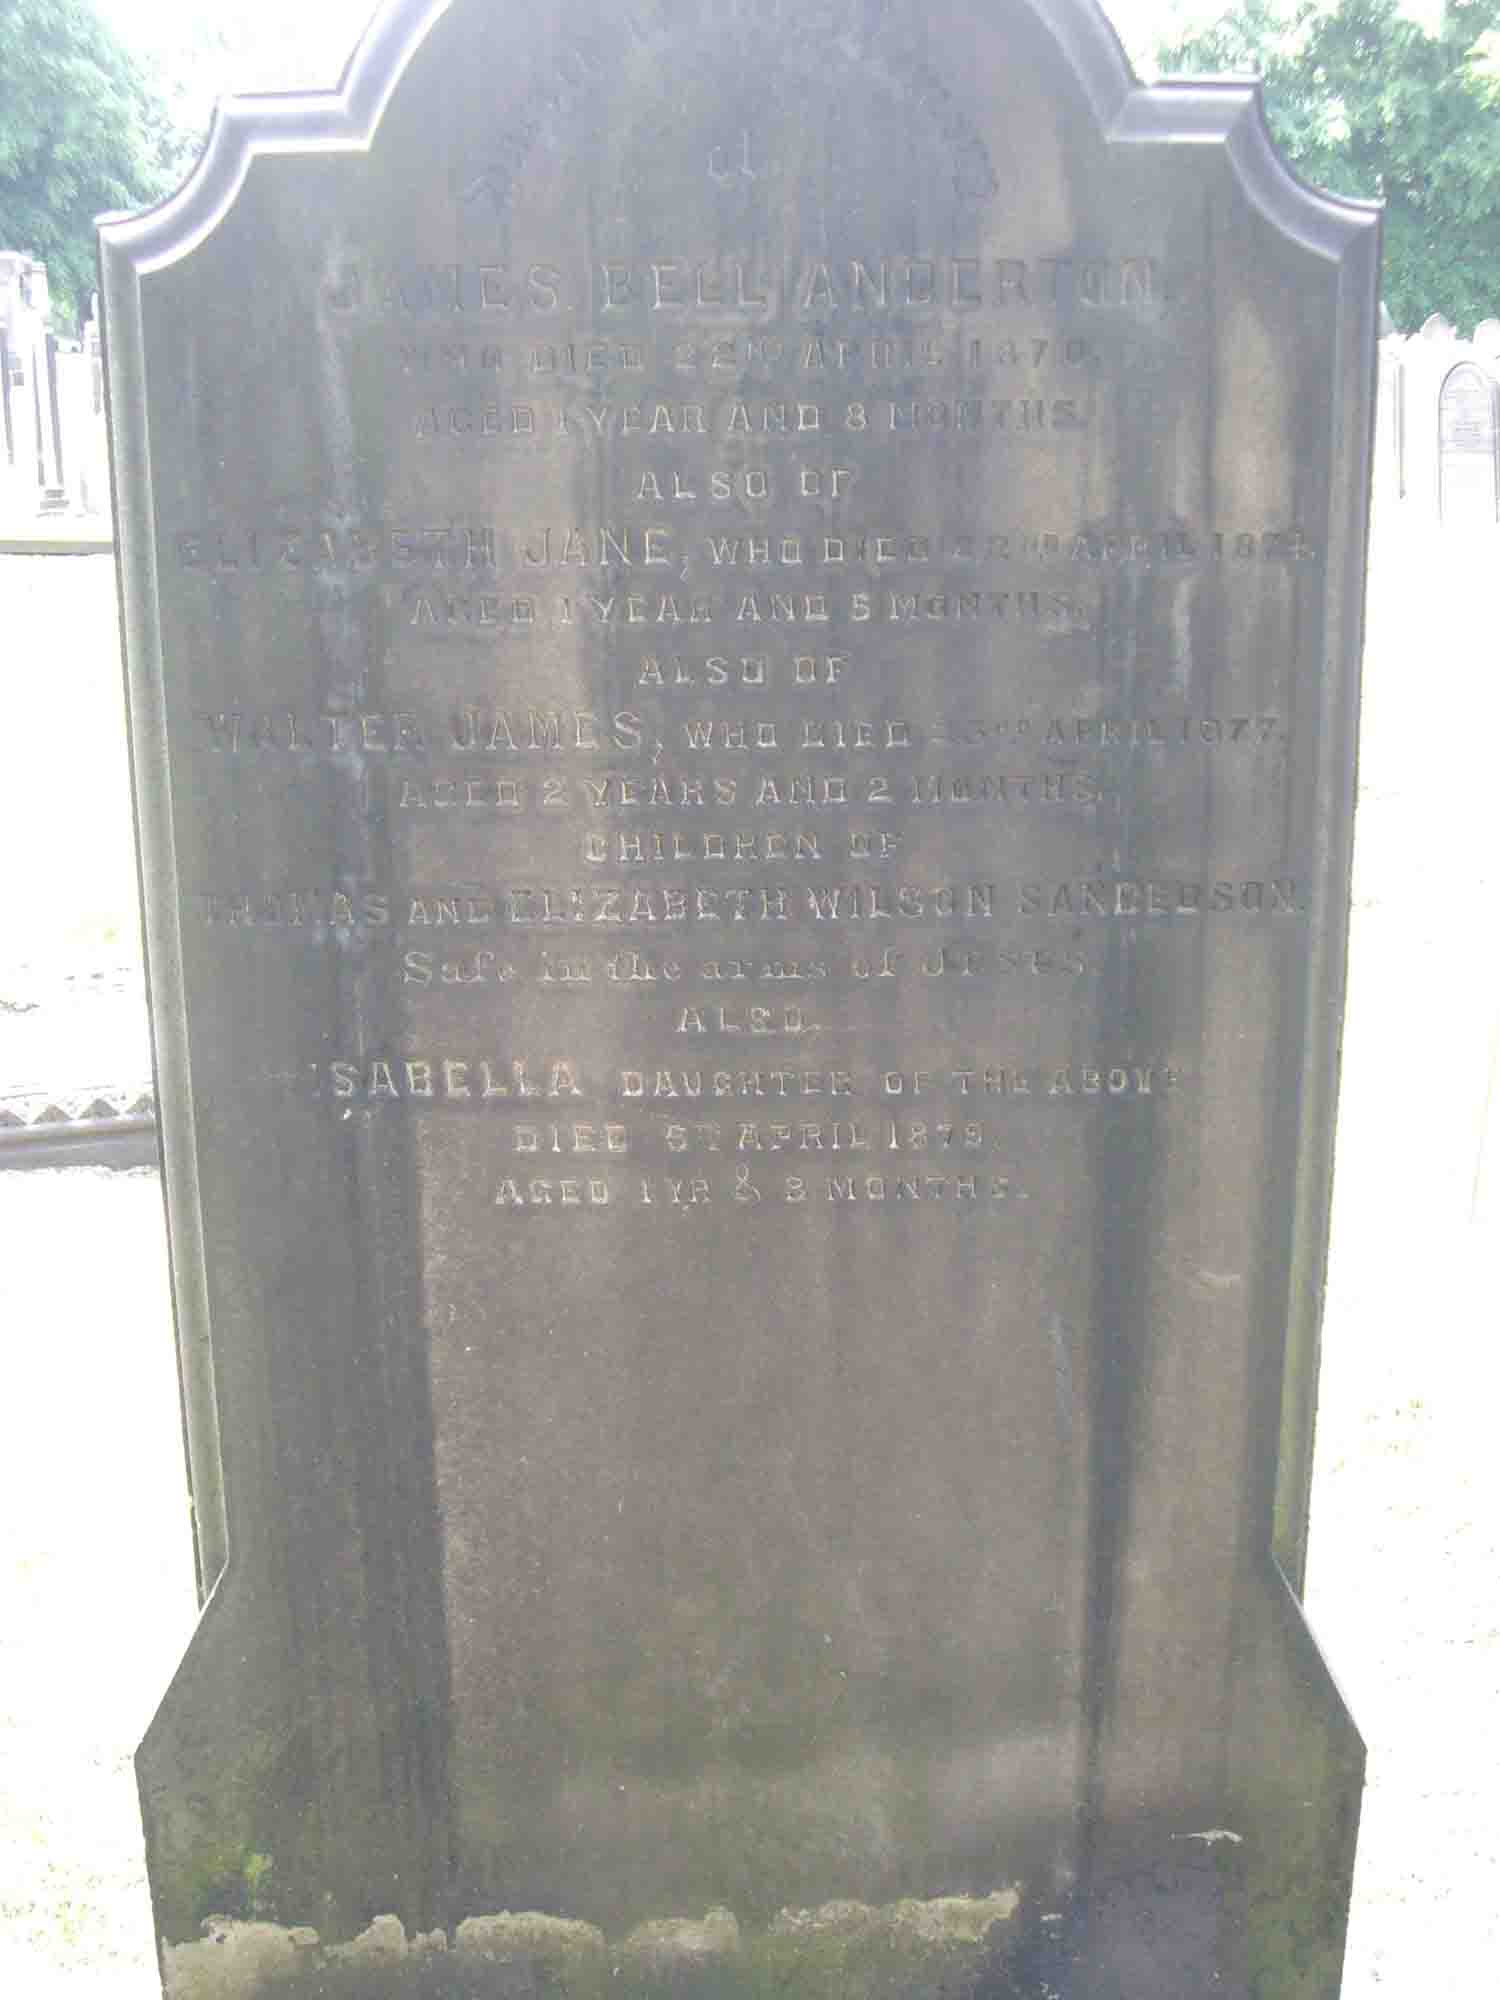 of
JAMES BELL ANDERTON,
WHO DIED 22ND APRIL 1870,
AGED 1 YEAR AND 8 MONTHS.
ALSO OF
ELIZABETH JANE, WHO DIED APRIL
AGED 1 YEAR AND 5 MONTHS.
ALSO OF
WALTER JAMES, WHO DIED APRIL 1877,
AGED 2 YEARS AND 2 MONTHS,
CHILDREN OF
THOMAS AND ELIZABETH WILSON SANDERSON.
Safe in the arms of JESUS.
ALSO
ISABELLA DAUGHTER OF THE ABOVE
DIED APRIL 1879.
AGED 1 YR & MONTHS.